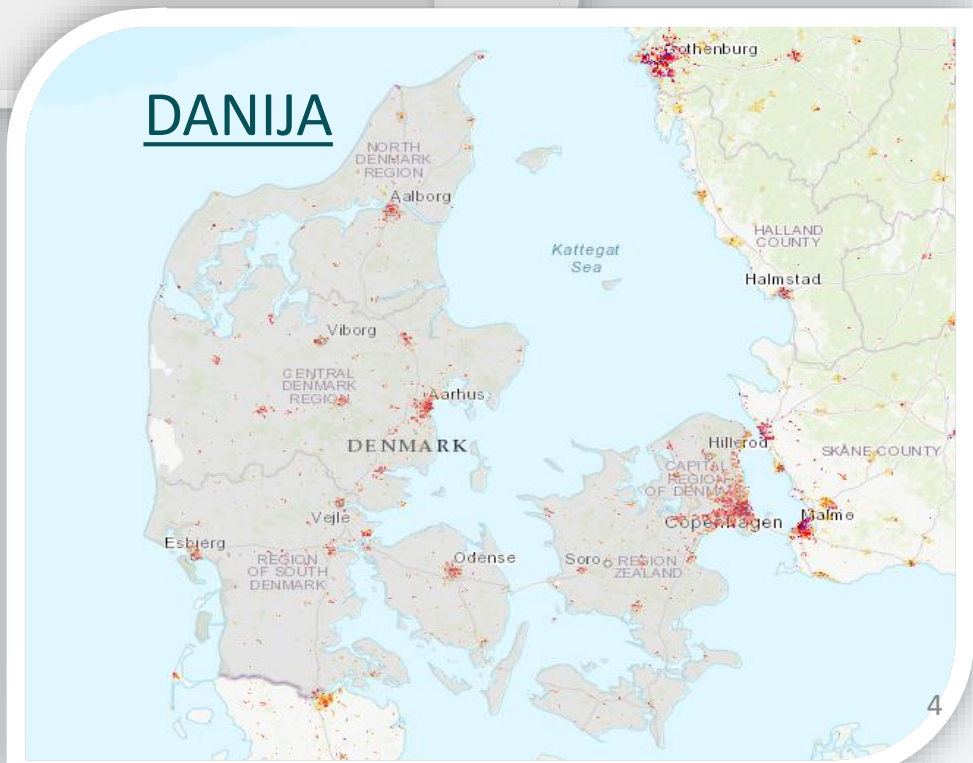 DANIJA
Gothenburg
NORTH
DENMARK
REGION
Aalborg
Kattegat
Sea
HALLAND
COUNTY
Halmstad
Viborg
CENTRAL
DENMARK
REGION
Aarhus
DENMARK
Hillerod
SKÅNE COUNTY
CAPITAL
REGION
OF DENMARK
Vejle
Copenhagen
Malmo
Esbjerg
REGION
OF SOUTH
DENMARK
Odense
Soro
REGION
ZEALAND
4